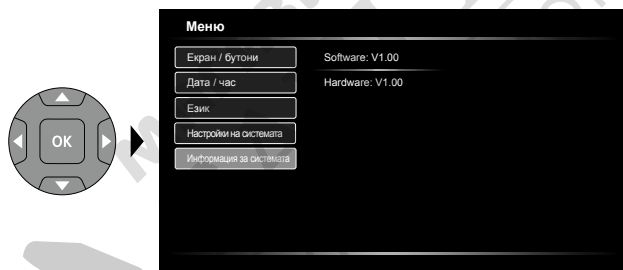 Меню
Екран / бутони
Software: V1.00
Дата / час
Hardware: V1.00
Език
Настройки на системата
Информация за системата
OK